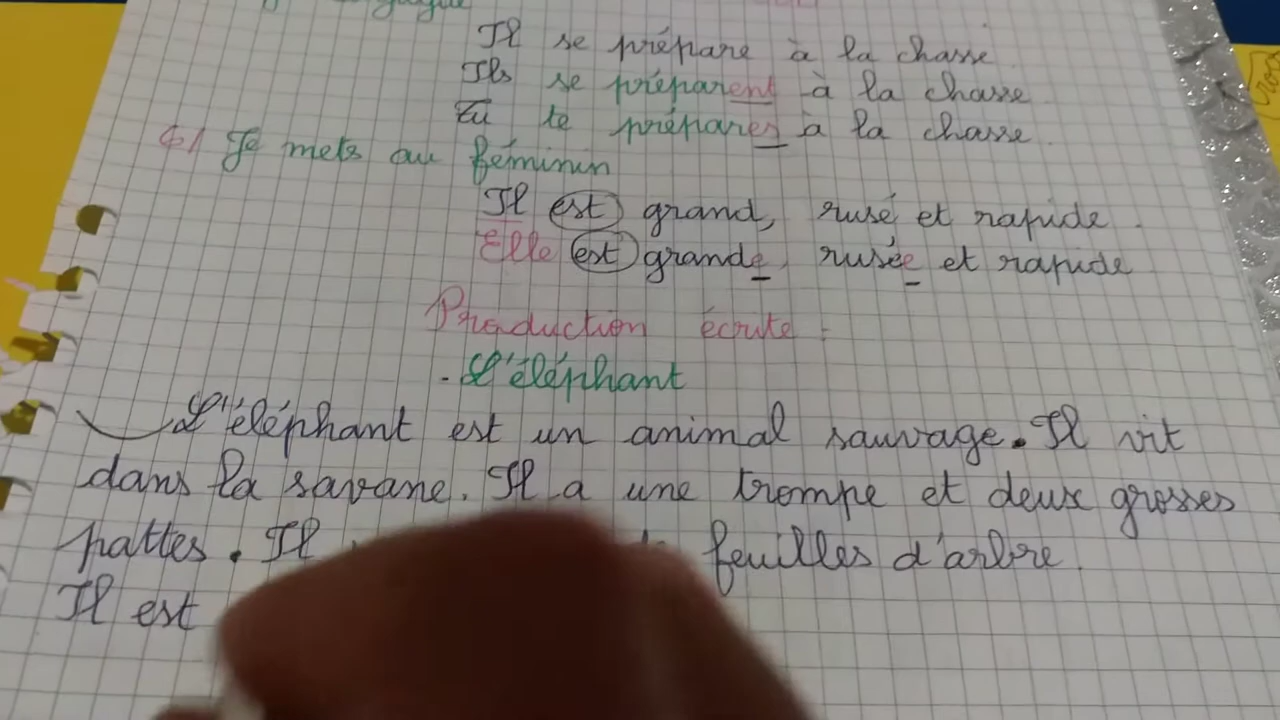 Il se prépare à la chasse
Ils se préparent à la chasse
Tu te prépares à la chasse.
Je mets au féminin
Il est grand, rusé et rapide.
Elle est grande, rusée et rapide
Production écrite :
- L'éléphant
L'éléphant est un animal sauvage. Il vit
dans la savane. Il a une trompe et deux grosses
pattes. Il feuilles d'arbre.
Il est